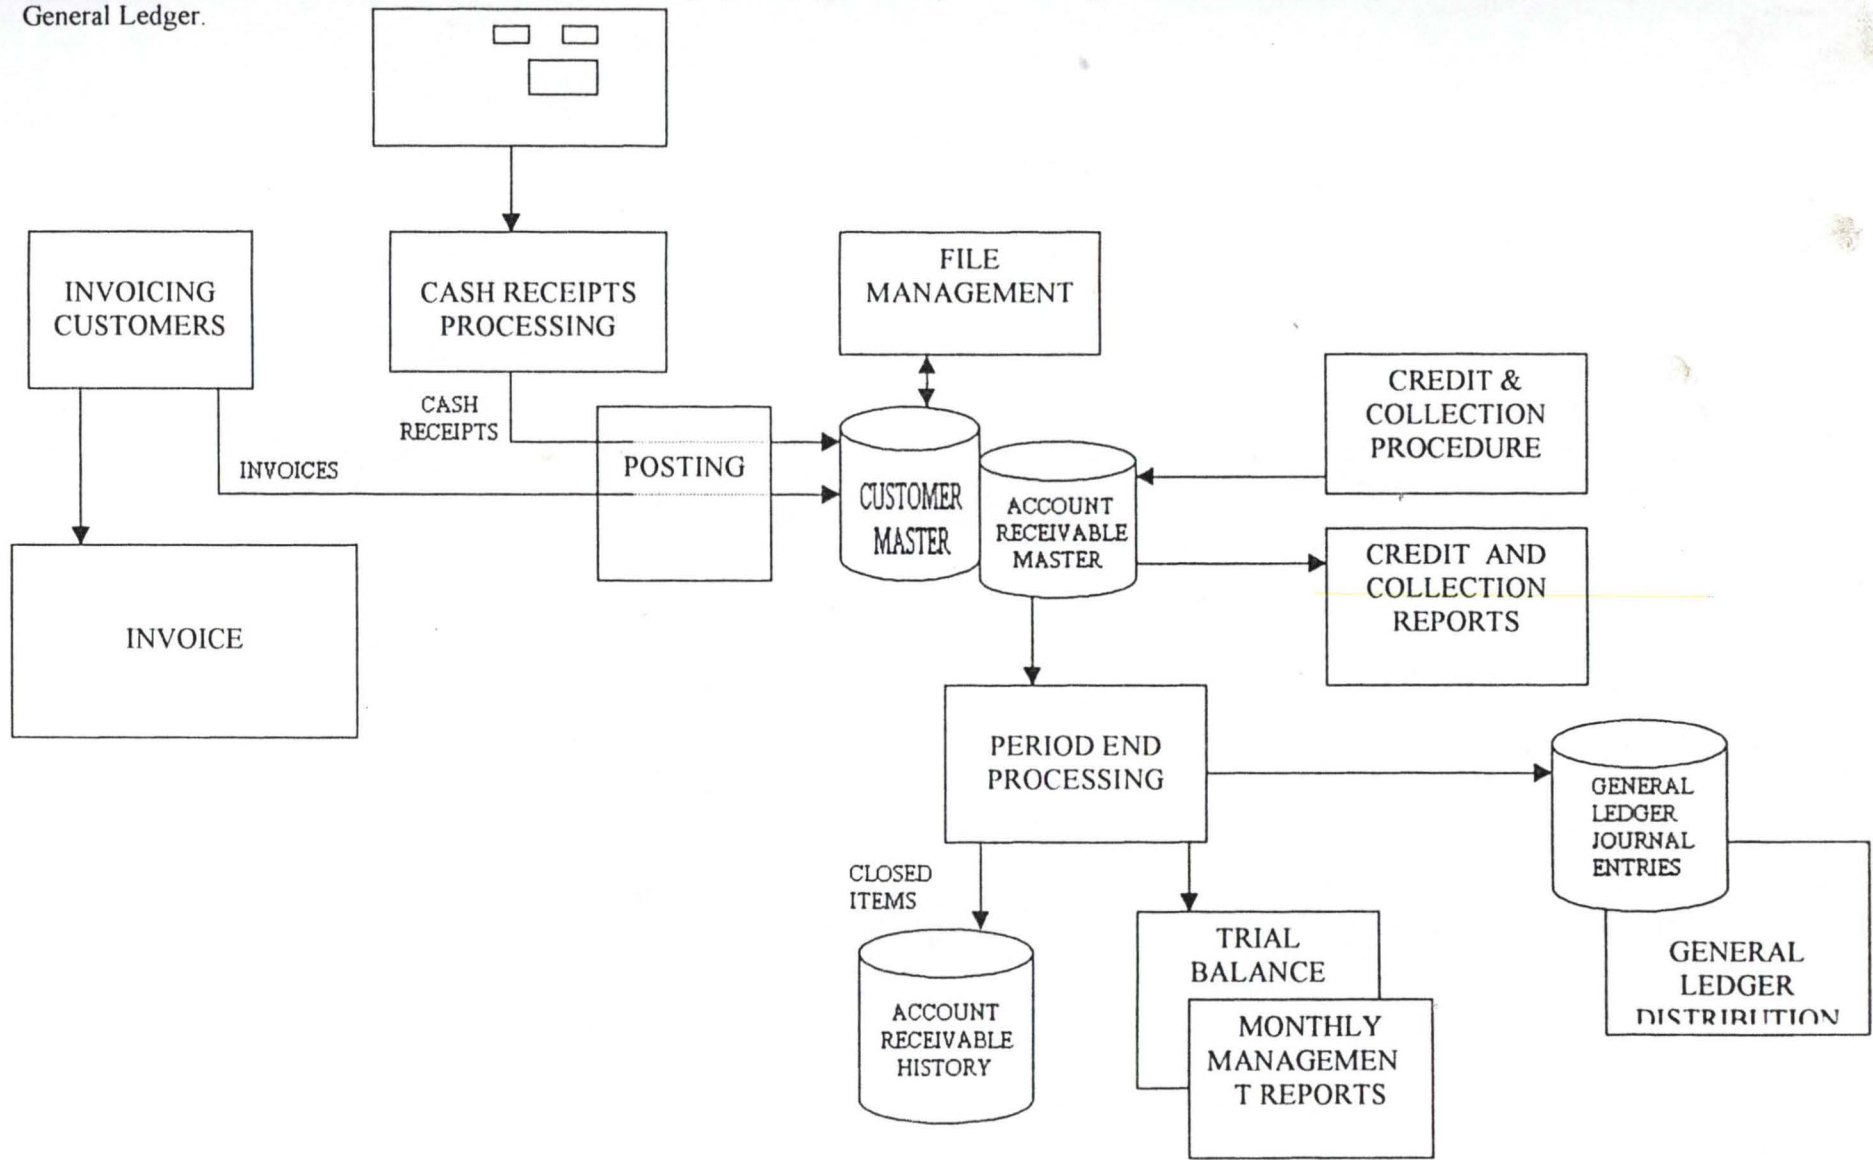 General Ledger.
INVOICING
CUSTOMERS
CASH RECEIPTS
PROCESSING
FILE
MANAGEMENT
CREDIT &
COLLECTION
PROCEDURE
CASH
RECEIPTS
INVOICES
POSTING
CUSTOMER
MASTER
ACCOUNT
RECEIVABLE
MASTER
CREDIT AND
COLLECTION
REPORTS
INVOICE
PERIOD END
PROCESSING
GENERAL
LEDGER
JOURNAL
ENTRIES
CLOSED
ITEMS
TRIAL
BALANCE
GENERAL
LEDGER
DISTRIBUTION
ACCOUNT
RECEIVABLE
HISTORY
MONTHLY
MANAGEMEN
T REPORTS